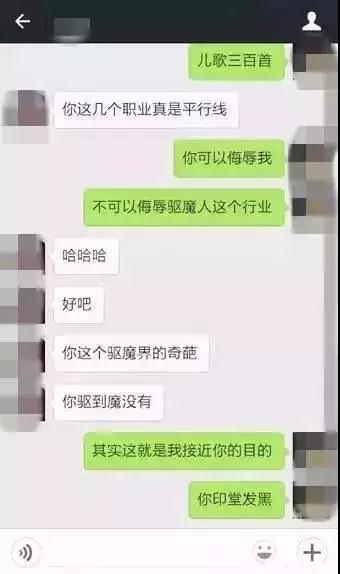 儿歌三百首
你这几个职业真是平行线
你可以侮辱我
不可以侮辱驱魔人这个行业
哈哈哈
好吧
你这个驱魔界的奇葩
你驱到魔没有
其实这就是我接近你的目的
你印堂发黑